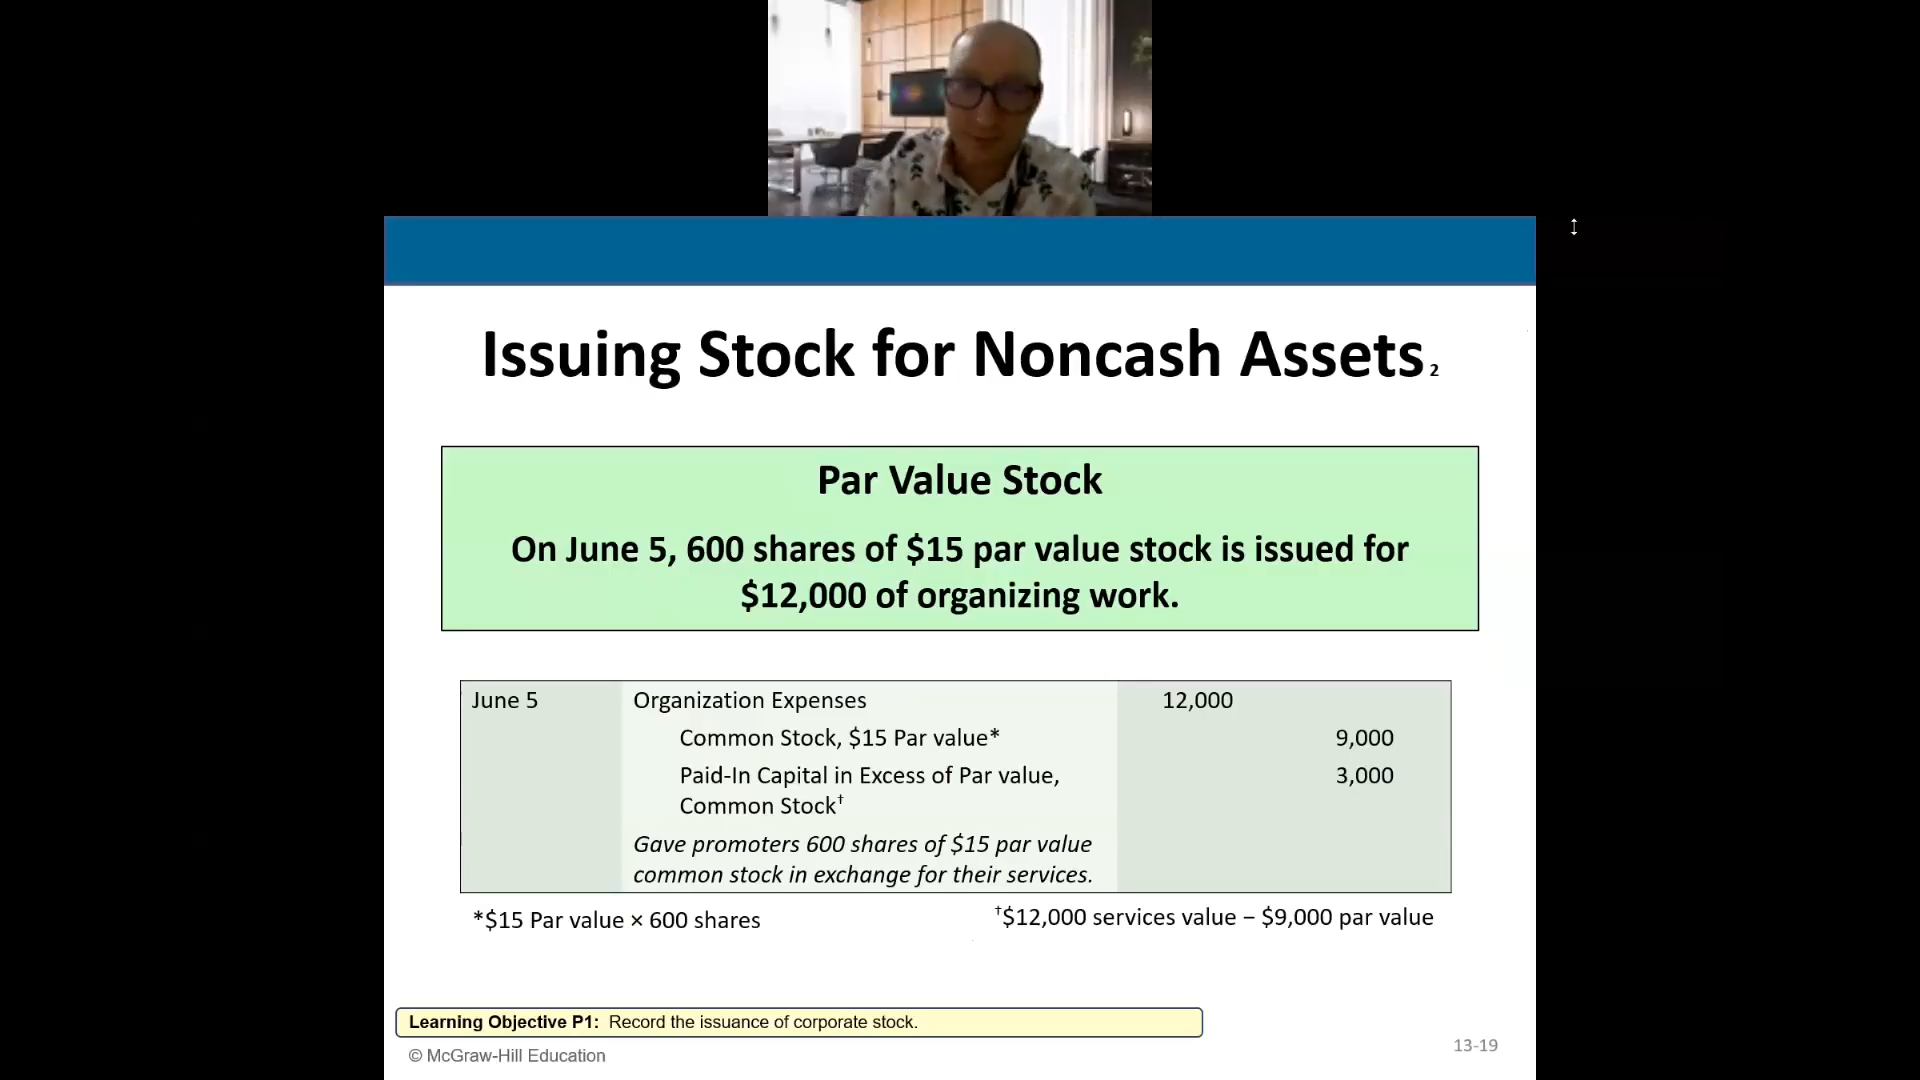 Issuing Stock for Noncash Assets 2
Par Value Stock
On June 5, 600 shares of $15 par value stock is issued for
$12,000 of organizing work.
June 5 Organization Expenses 12,000
Common Stock, $15 Par value* 9,000
Paid-In Capital in Excess of Par value, 3,000
Common Stock†
Gave promoters 600 shares of $15 par value
common stock in exchange for their services.
*$15 Par value × 600 shares †$12,000 services value – $9,000 par value
Learning Objective P1: Record the issuance of corporate stock.
© McGraw-Hill Education 13-19